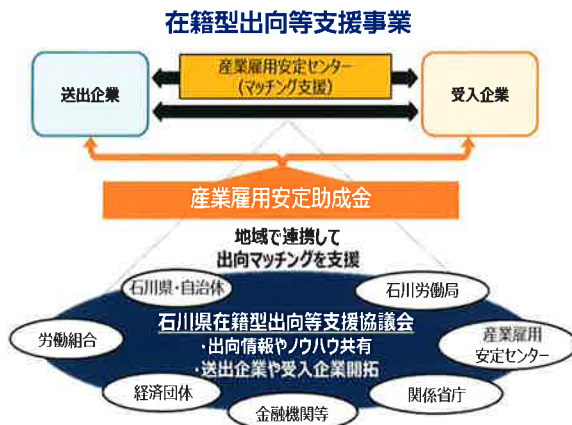 在籍型出向等支援事業
産業雇用安定センター
(マッチング支援)
送出企業
受入企業
産業雇用安定助成金
地域で連携して
出向マッチングを支援
石川県・自治体
石川労働局
石川県在籍型出向等支援協議会
・出向情報やノウハウ共有
・送出企業や受入企業開拓
労働組合
産業雇用
安定センター
経済団体
関係省庁
金融機関等